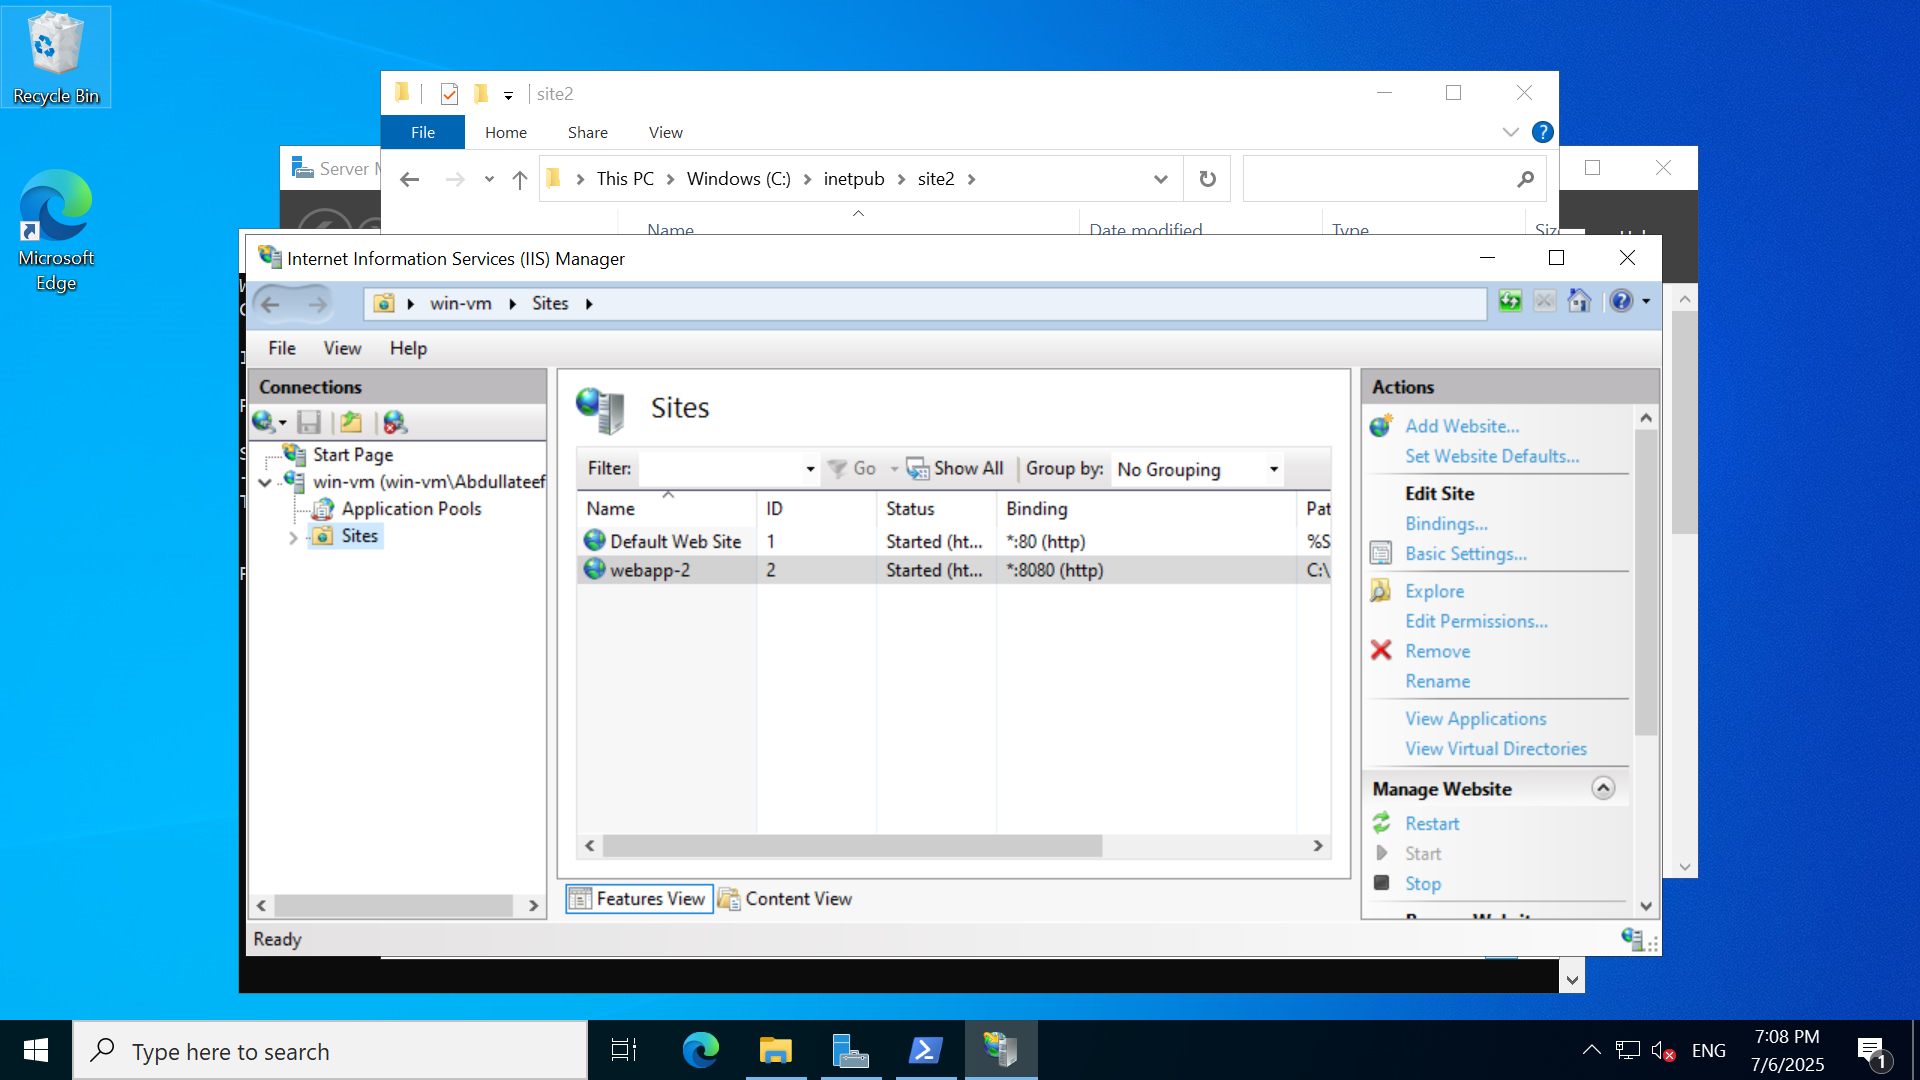 Recycle Bin
Microsoft
Edge
site2
File Home Share View
This PC Windows (C:) inetpub site2
Name Date modified Type
Server
Internet Information Services (IIS) Manager
win-vm Sites
File View Help
Connections
Start Page
win-vm (win-vm\Abdullateef
Application Pools
Sites
Sites
Filter: Go Show All Group by: No Grouping
Name ID Status Binding Pat
Default Web Site 1 Started (ht... *:80 (http) %S
webapp-2 2 Started (ht... *:8080 (http) C:\
Features View Content View
Actions
Add Website...
Set Website Defaults...
Edit Site
Bindings...
Basic Settings...
Explore
Edit Permissions...
Remove
Rename
View Applications
View Virtual Directories
Manage Website
Restart
Start
Stop
Ready
Type here to search
ENG
7:08 PM
7/6/2025
1